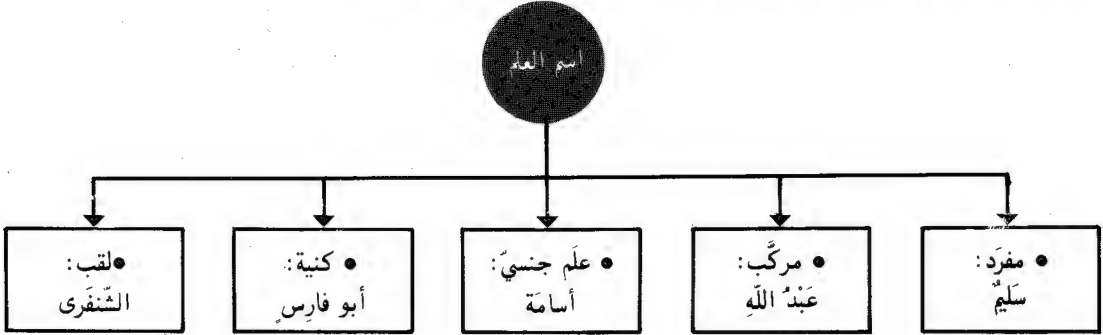 اسم العلم
• مفرَد:
سَليمٌ
• مركَّب:
عَبْدُ اللَّهِ
• علَم جنسيّ:
أسامَة
• كنية:
أبو فارِسٍ
• لقب:
الشّنفَرى